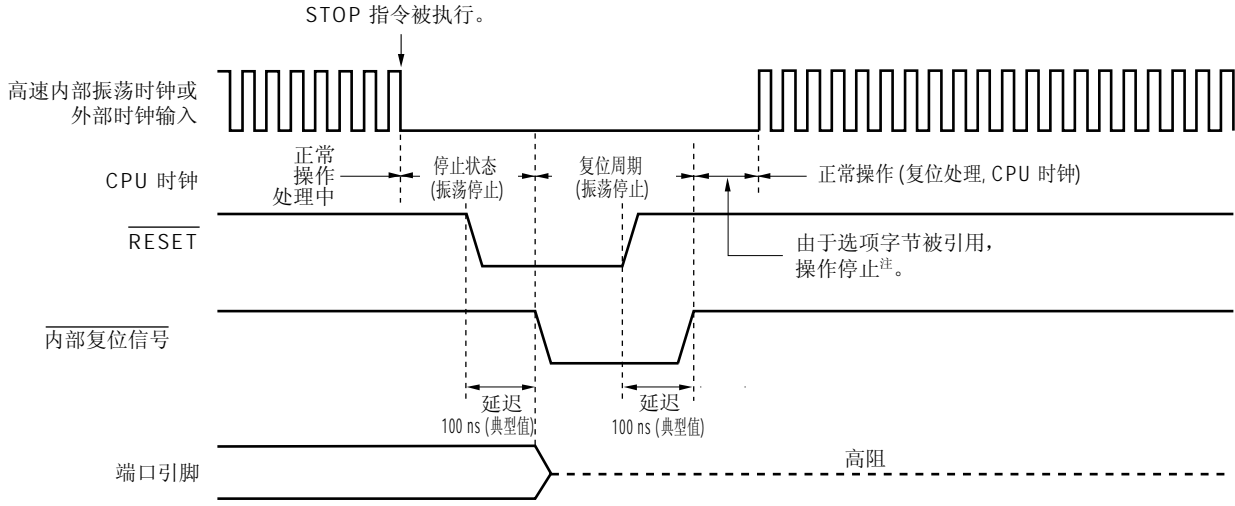 STOP 指令被执行。
高速内部振荡时钟或
外部时钟输入
CPU 时钟
正常
操作
处理中
停止状态
(振荡停止)
复位周期
(振荡停止)
正常操作 (复位处理, CPU 时钟)
RESET
由于选项字节被引用，
操作停止注。
内部复位信号
延迟
100 ns (典型值)
延迟
100 ns (典型值)
端口引脚
高阻